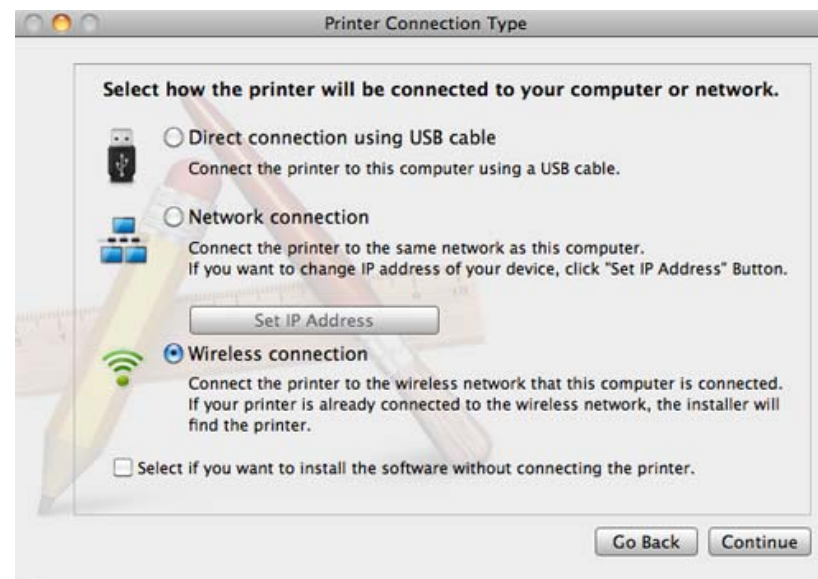 Printer Connection Type
Select how the printer will be connected to your computer or network.
Direct connection using USB cable
Connect the printer to this computer using a USB cable.
Network connection
Connect the printer to the same network as this computer.
If you want to change IP address of your device, click "Set IP Address" Button.
Set IP Address
Wireless connection
Connect the printer to the wireless network that this computer is connected.
If your printer is already connected to the wireless network, the installer will
find the printer.
Select if you want to install the software without connecting the printer.
Go Back
Continue